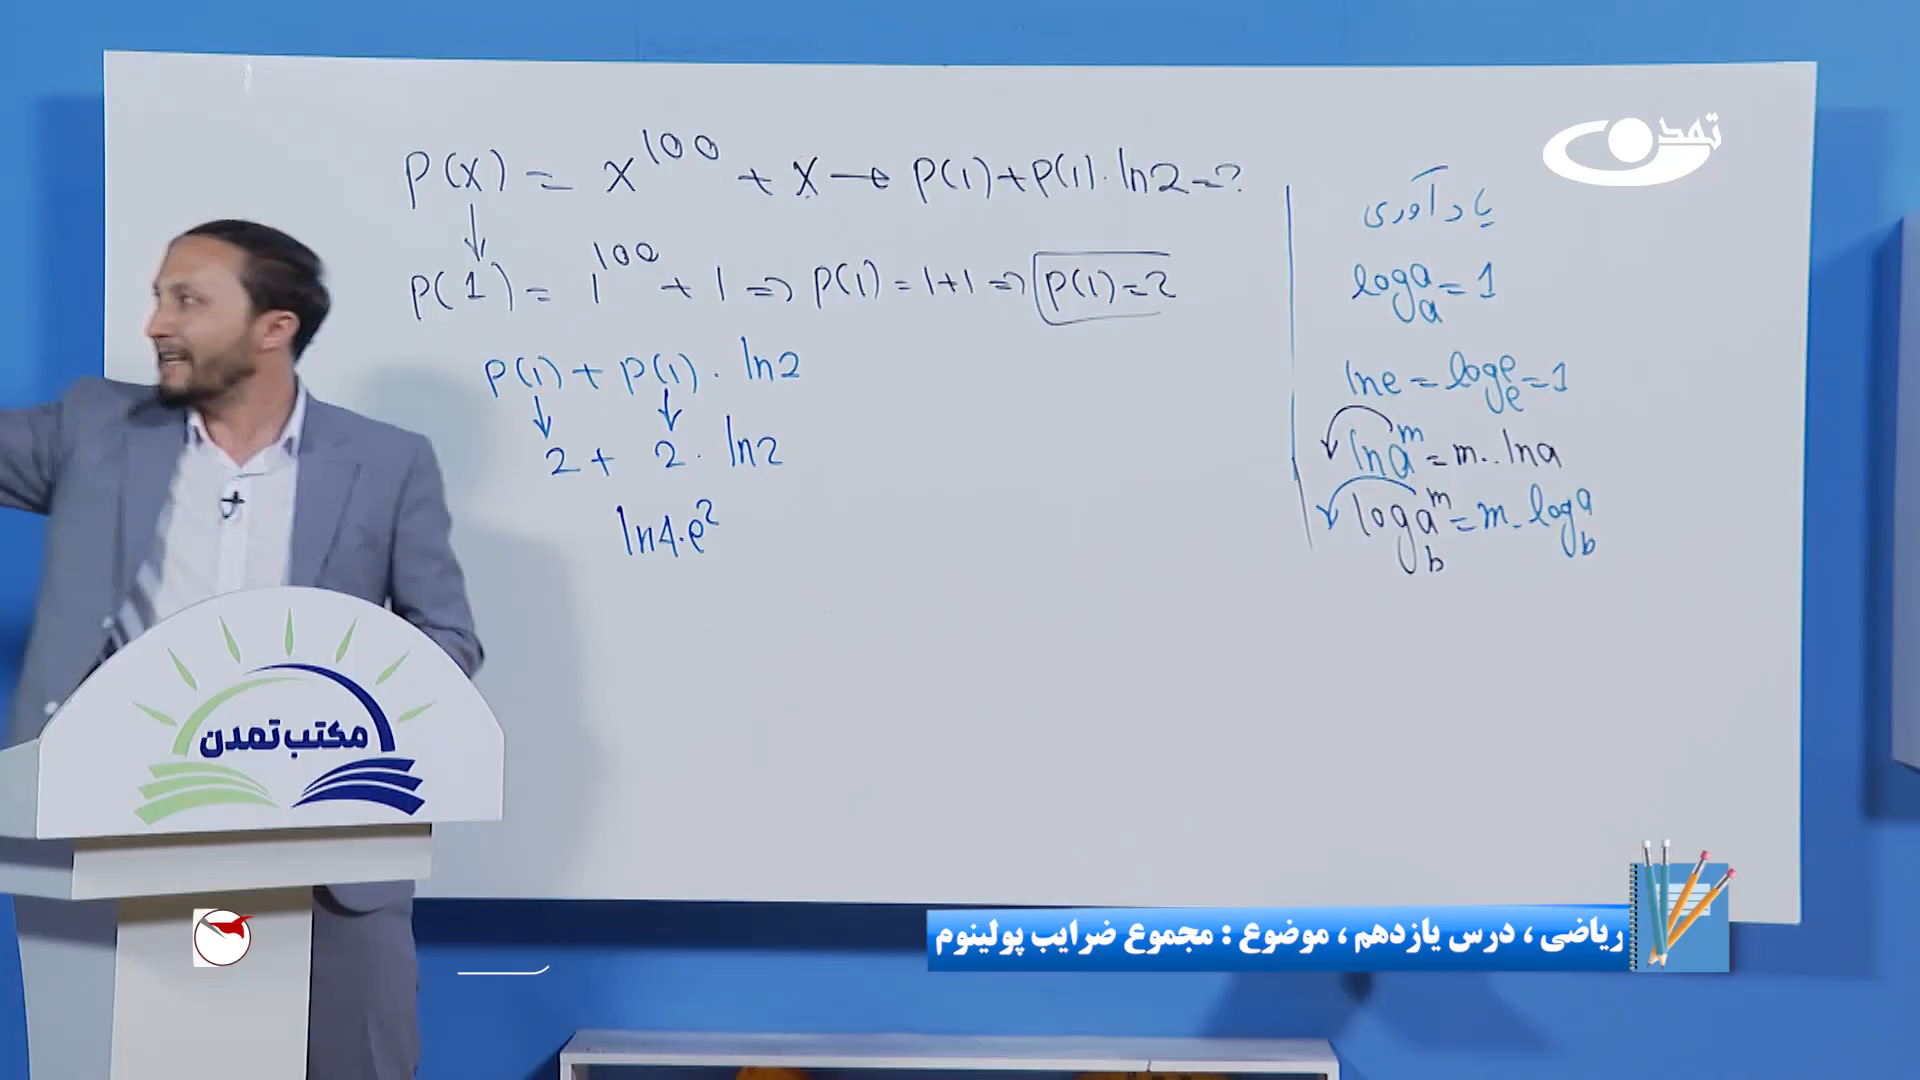 تمدن
P(x) = x^100 + x → P(1)+P(1)·ln2=?
P(1) = 1^100 + 1 ⇒ P(1) = 1+1 ⇒ P(1)=2
P(1) + P(1) · ln2
2 + 2 · ln2
ln4·e^2
یادآوری
log_a a = 1
lne = log_e e = 1
lna^m = m..lna
log_b a^m = m. log_b a
مکتب تمدن
ریاضی ، درس یازدهم ، موضوع : مجموع ضرایب پولینوم